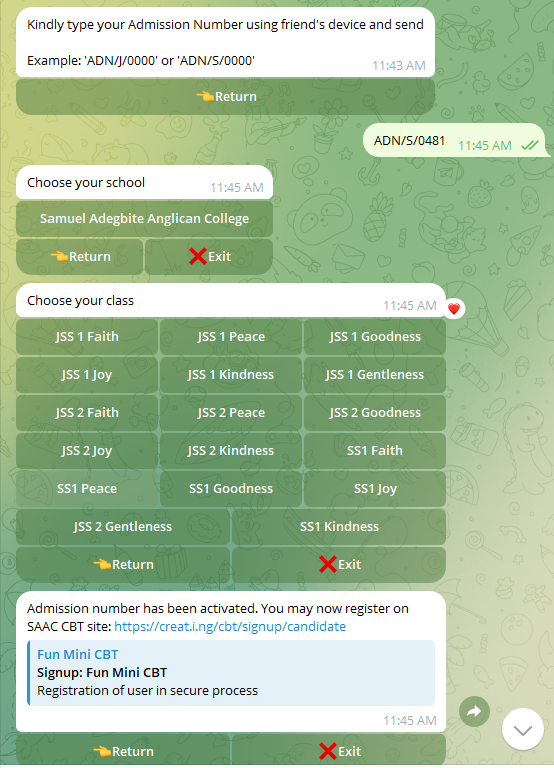 Kindly type your Admission Number using friend's device and send
Example: 'ADN/J/0000' or 'ADN/S/0000'
11:43 AM
👈Return
ADN/S/0481
11:45 AM
Choose your school
11:45 AM
Samuel Adegbite Anglican College
👈Return
❌Exit
Choose your class
11:45 AM
JSS 1 Faith
JSS 1 Peace
JSS 1 Goodness
JSS 1 Joy
JSS 1 Kindness
JSS 1 Gentleness
JSS 2 Faith
JSS 2 Peace
JSS 2 Goodness
JSS 2 Joy
JSS 2 Kindness
SS1 Faith
SS1 Peace
SS1 Goodness
SS1 Joy
JSS 2 Gentleness
SS1 Kindness
👈Return
❌Exit
Admission number has been activated. You may now register on
SAAC CBT site: https://creat.i.ng/cbt/signup/candidate
Fun Mini CBT
Signup: Fun Mini CBT
Registration of user in secure process
11:45 AM
👈Return
❌Exit